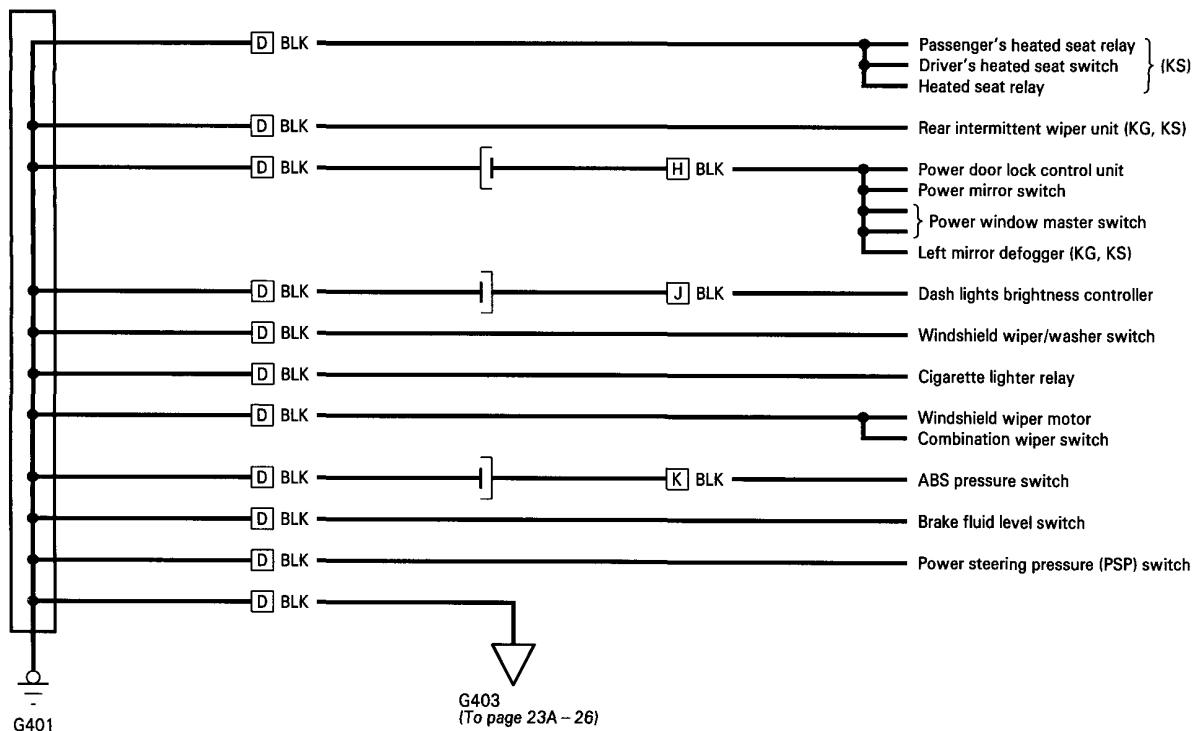 D BLK Passenger's heated seat relay
Driver's heated seat switch (KS)
Heated seat relay
D BLK Rear intermittent wiper unit (KG, KS)
D BLK H BLK Power door lock control unit
Power mirror switch
Power window master switch
Left mirror defogger (KG, KS)
D BLK J BLK Dash lights brightness controller
D BLK Windshield wiper/washer switch
D BLK Cigarette lighter relay
D BLK Windshield wiper motor
Combination wiper switch
D BLK K BLK ABS pressure switch
D BLK Brake fluid level switch
D BLK Power steering pressure (PSP) switch
D BLK
G403
(To page 23A – 26)
G401